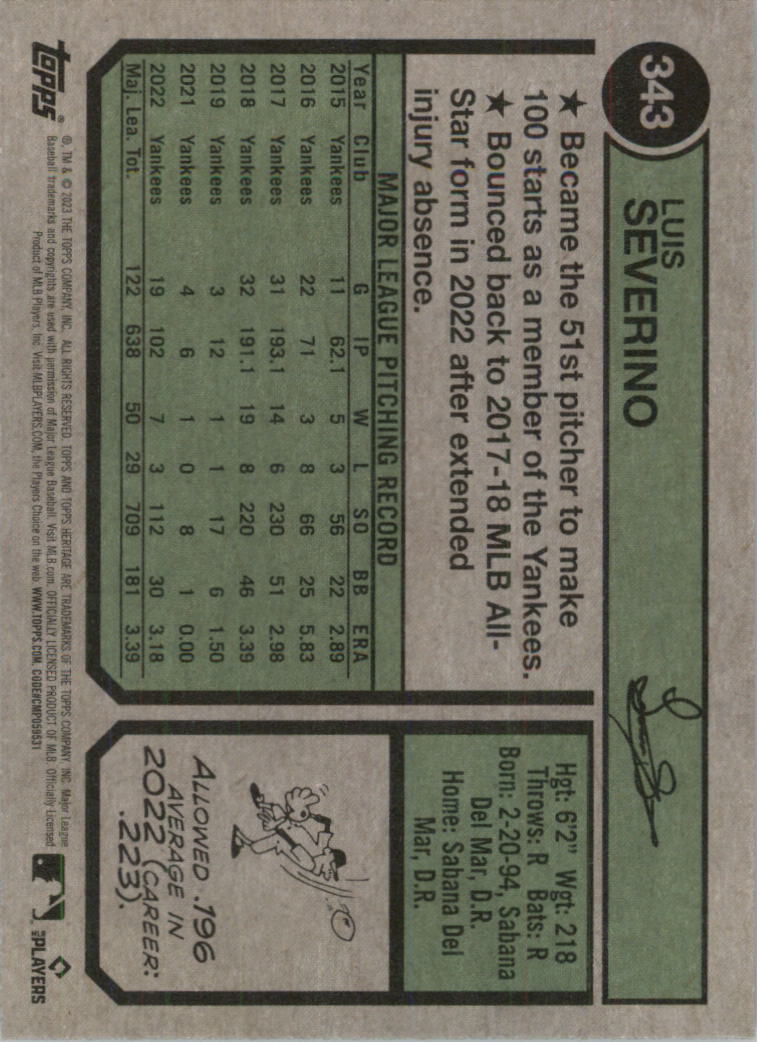 343
LUIS
SEVERINO
★ Became the 51st pitcher to make
100 starts as a member of the Yankees.
★ Bounced back to 2017-18 MLB All-
Star form in 2022 after extended
injury absence.
MAJOR LEAGUE PITCHING RECORD
Year Club G IP W L SO BB ERA
2015 Yankees 11 62.1 5 3 56 22 2.89
2016 Yankees 22 71 3 8 66 25 5.83
2017 Yankees 31 193.1 14 6 230 51 2.98
2018 Yankees 32 191.1 19 8 220 46 3.39
2019 Yankees 3 12 1 1 17 6 1.50
2021 Yankees 4 6 1 0 8 1 0.00
2022 Yankees 19 102 7 3 112 30 3.18
Maj. Lea. Tot. 122 638 50 29 709 181 3.39
Hgt: 6'2" Wgt: 218
Throws: R Bats: R
Born: 2-20-94, Sabana
Del Mar, D.R.
Home: Sabana Del
Mar, D.R.
ALLOWED .196
AVERAGE IN
2022 (CAREER:
.223).
topps®
®, TM & © 2023 THE TOPPS COMPANY, INC. ALL RIGHTS RESERVED. TOPPS AND TOPPS HERITAGE ARE TRADEMARKS OF THE TOPPS COMPANY, INC. Major League
Baseball trademarks and copyrights are used with permission of Major League Baseball. Visit MLB.com. OFFICIALLY LICENSED PRODUCT OF MLB. Officially Licensed
Product of MLB Players, Inc. Visit MLBPLAYERS.COM, the Players Choice on the web. WWW.TOPPS.COM. CODE#CMP059531
MLB PLAYERS